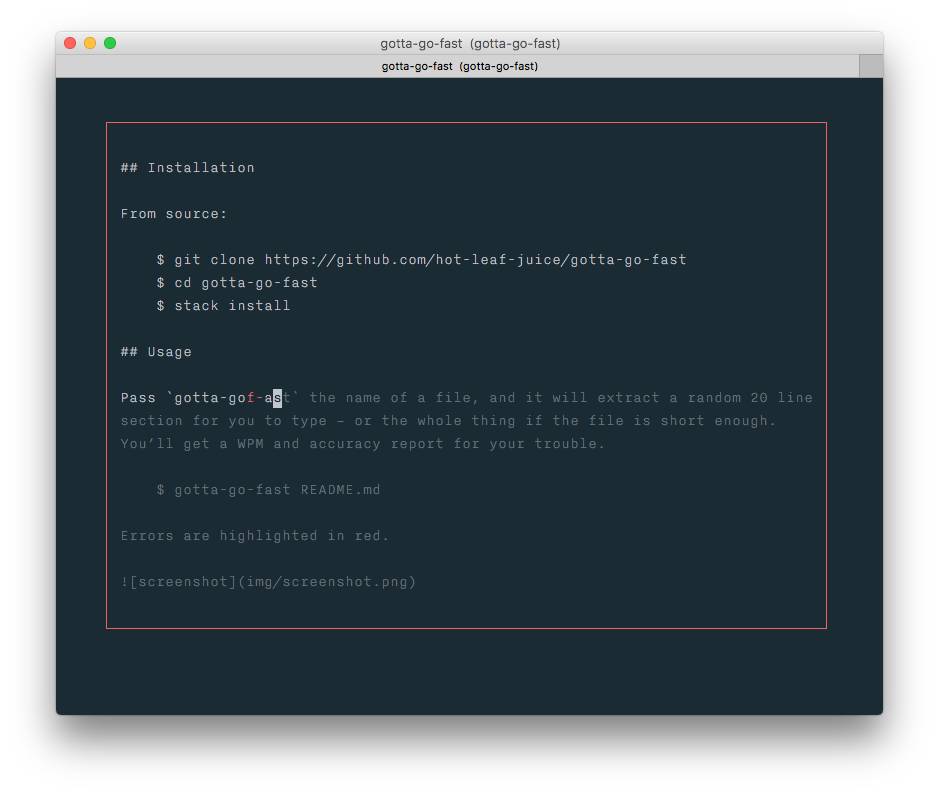 gotta-go-fast (gotta-go-fast)
gotta-go-fast (gotta-go-fast)
## Installation
From source:
$ git clone https://github.com/hot-leaf-juice/gotta-go-fast
$ cd gotta-go-fast
$ stack install
## Usage
Pass `gotta-gof-ast` the name of a file, and it will extract a random 20 line
section for you to type – or the whole thing if the file is short enough.
You’ll get a WPM and accuracy report for your trouble.
$ gotta-go-fast README.md
Errors are highlighted in red.
![screenshot](img/screenshot.png)